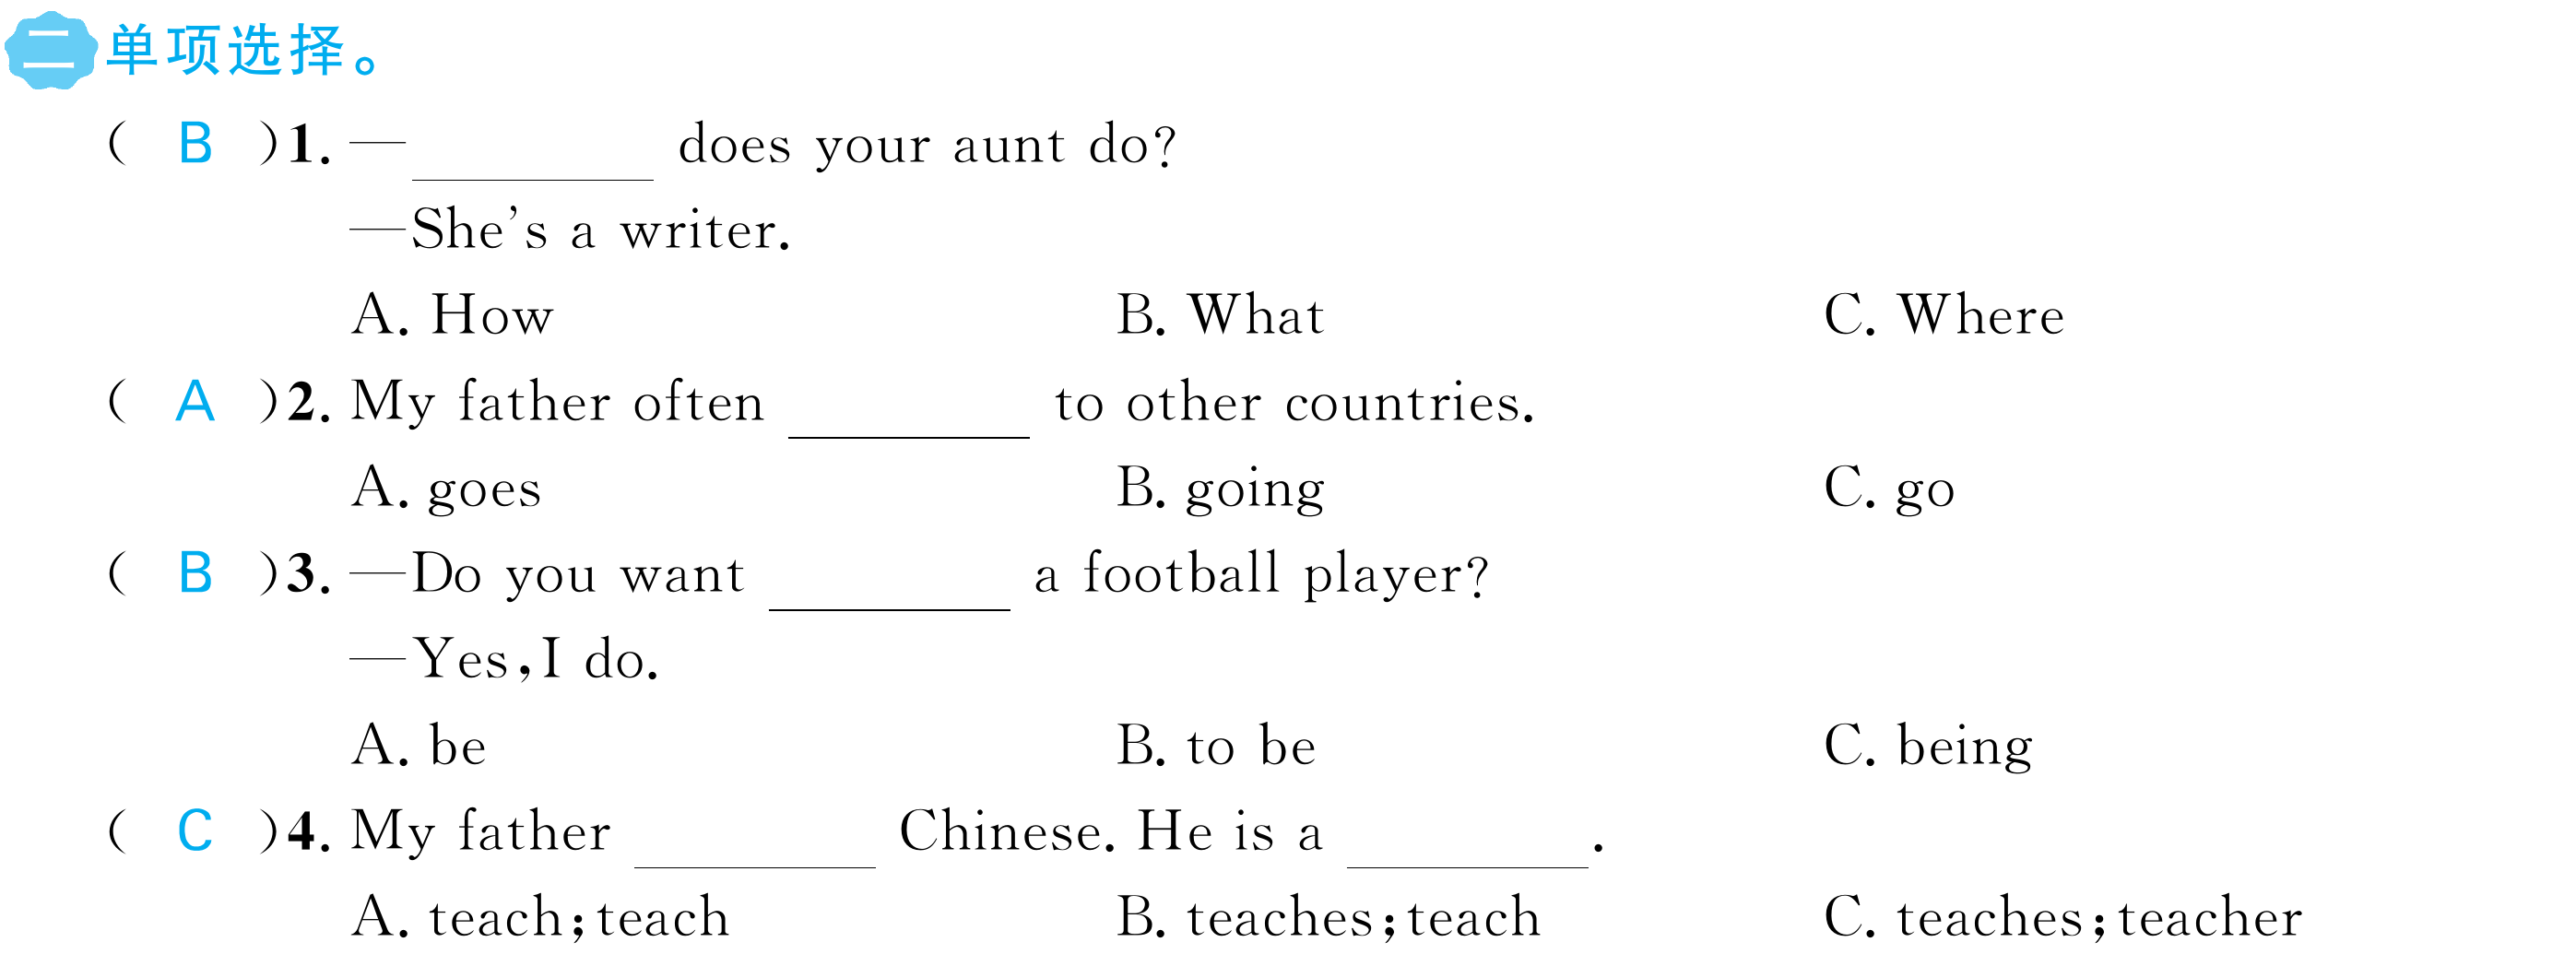 二 单项选择。
( B )1. —________ does your aunt do?
—She's a writer.
A. How B. What C. Where
( A )2. My father often ________ to other countries.
A. goes B. going C. go
( B )3. —Do you want ________ a football player?
—Yes,I do.
A. be B. to be C. being
( C )4. My father ________ Chinese. He is a ________.
A. teach;teach B. teaches;teach C. teaches;teacher